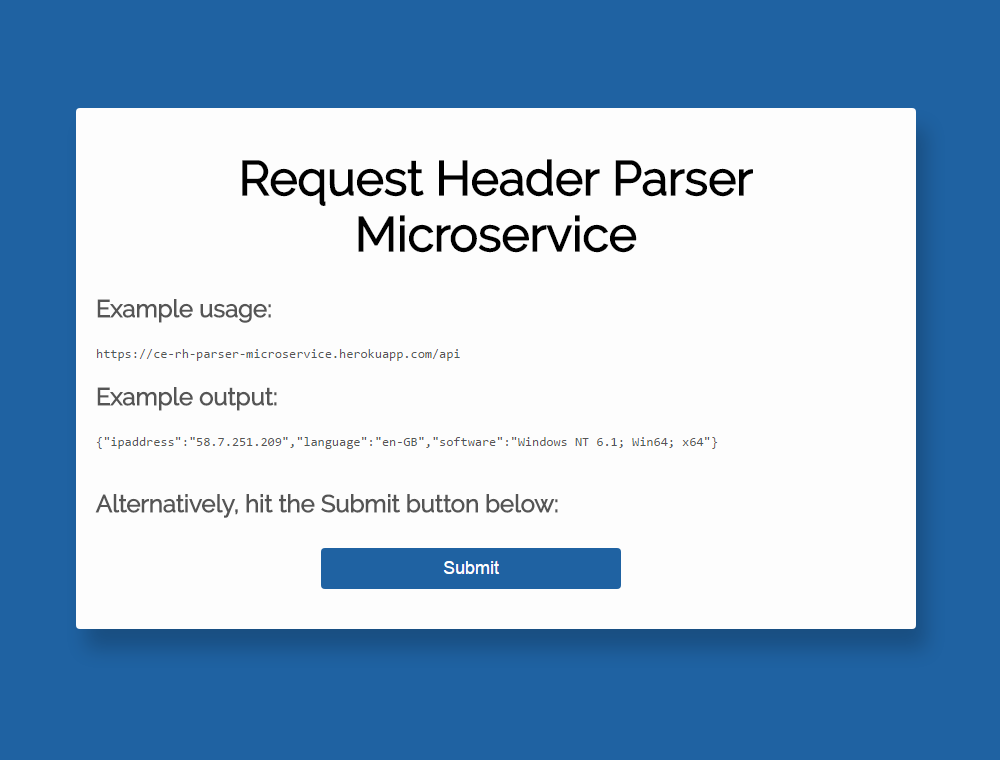 Request Header Parser
Microservice
Example usage:
https://ce-rh-parser-microservice.herokuapp.com/api
Example output:
{"ipaddress":"58.7.251.209","language":"en-GB","software":"Windows NT 6.1; Win64; x64"}
Alternatively, hit the Submit button below:
Submit